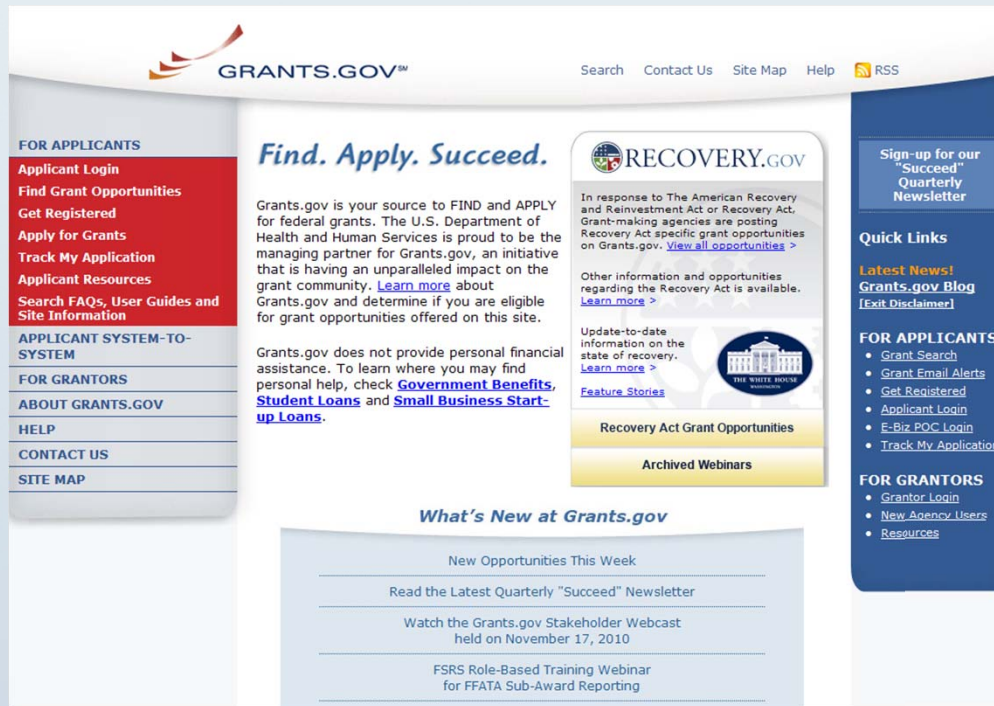 GRANTS.GOV℠
Search Contact Us Site Map Help RSS
FOR APPLICANTS
Applicant Login
Find Grant Opportunities
Get Registered
Apply for Grants
Track My Application
Applicant Resources
Search FAQs, User Guides and
Site Information
APPLICANT SYSTEM-TO-
SYSTEM
FOR GRANTORS
ABOUT GRANTS.GOV
HELP
CONTACT US
SITE MAP
Find. Apply. Succeed.
Grants.gov is your source to FIND and APPLY
for federal grants. The U.S. Department of
Health and Human Services is proud to be the
managing partner for Grants.gov, an initiative
that is having an unparalleled impact on the
grant community. Learn more about
Grants.gov and determine if you are eligible
for grant opportunities offered on this site.
Grants.gov does not provide personal financial
assistance. To learn where you may find
personal help, check Government Benefits,
Student Loans and Small Business Start-
up Loans.
RECOVERY.GOV
In response to The American Recovery
and Reinvestment Act or Recovery Act,
Grant-making agencies are posting
Recovery Act specific grant opportunities
on Grants.gov. View all opportunities >
Other information and opportunities
regarding the Recovery Act is available.
Learn more >
Update-to-date
information on the
state of recovery.
Learn more >
Feature Stories
THE WHITE HOUSE
WASHINGTON
Recovery Act Grant Opportunities
Archived Webinars
What's New at Grants.gov
New Opportunities This Week
Read the Latest Quarterly "Succeed" Newsletter
Watch the Grants.gov Stakeholder Webcast
held on November 17, 2010
FSRS Role-Based Training Webinar
for FFATA Sub-Award Reporting
Sign-up for our
"Succeed"
Quarterly
Newsletter
Quick Links
Latest News!
Grants.gov Blog
[Exit Disclaimer]
FOR APPLICANTS
• Grant Search
• Grant Email Alerts
• Get Registered
• Applicant Login
• E-Biz POC Login
• Track My Application
FOR GRANTORS
• Grantor Login
• New Agency Users
• Resources